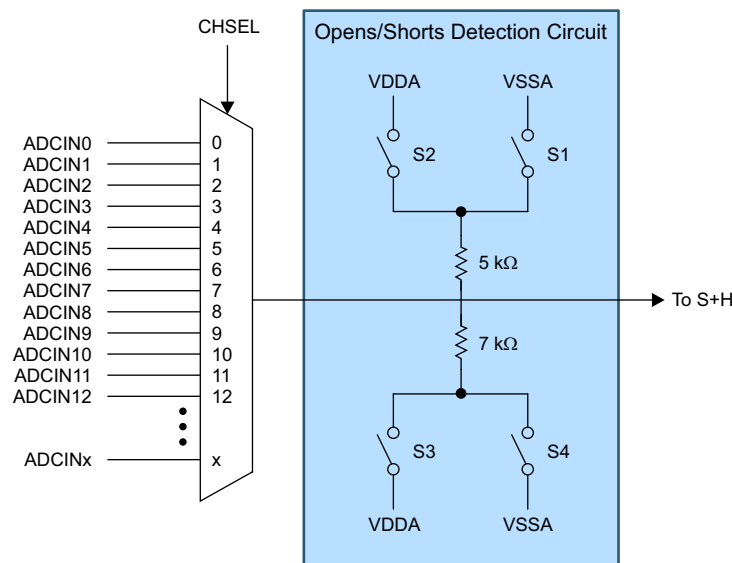 CHSEL
Opens/Shorts Detection Circuit
VDDA
VSSA
S2
S1
ADCIN0
0
ADCIN1
1
ADCIN2
2
ADCIN3
3
ADCIN4
4
ADCIN5
5
ADCIN6
6
ADCIN7
7
ADCIN8
8
ADCIN9
9
ADCIN10
10
ADCIN11
11
ADCIN12
12
ADCINx
x
5 kΩ
To S+H
7 kΩ
S3
S4
VDDA
VSSA